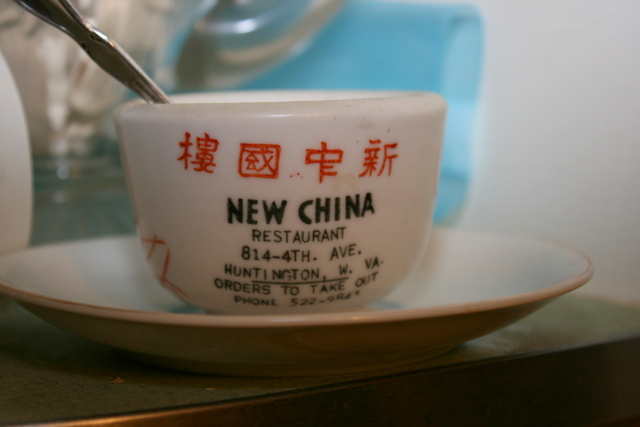 樓國中新
NEW CHINA
RESTAURANT
814-4TH. AVE.
HUNTINGTON, W. VA.
ORDERS TO TAKE OUT
PHONE